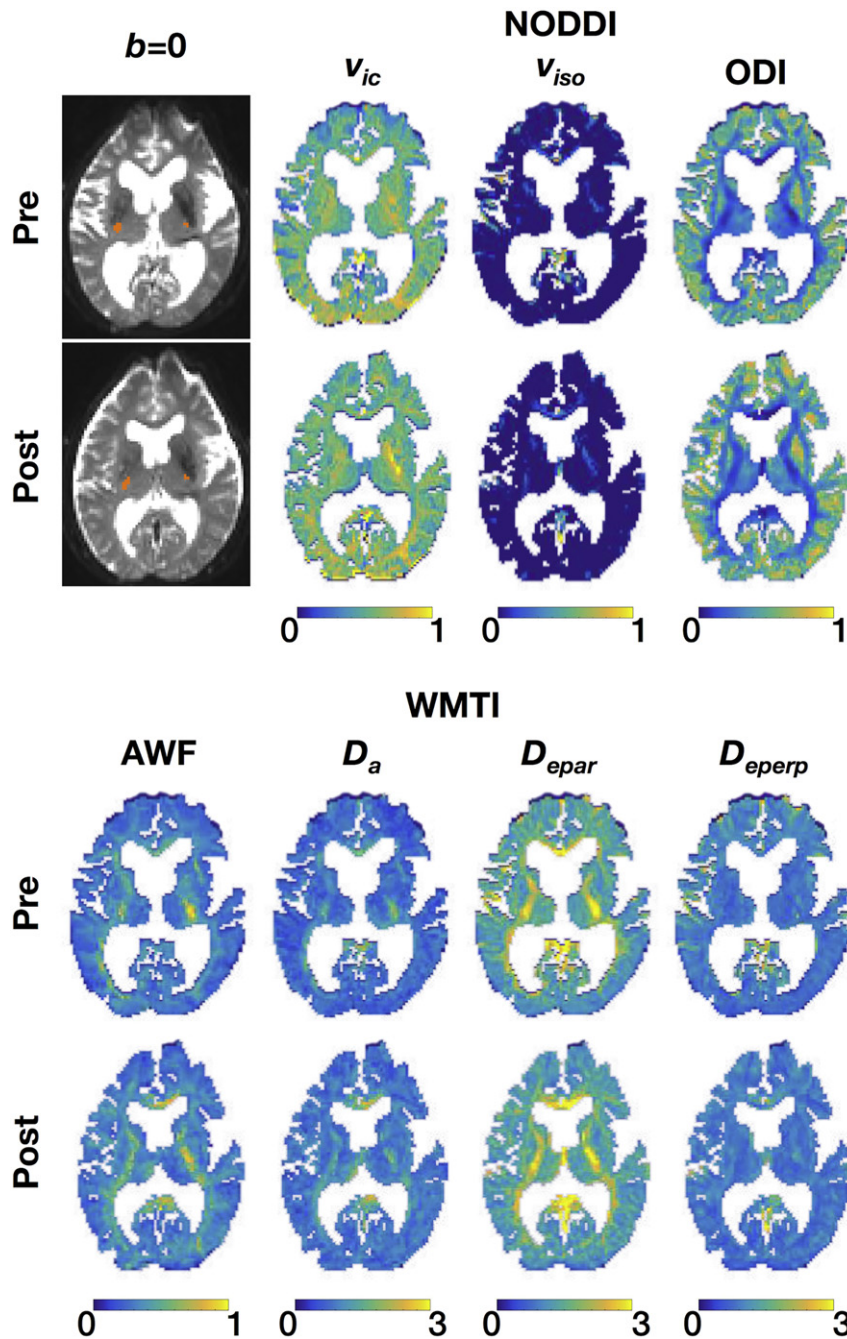 NODDI
b=0
v_ic v_iso ODI
Pre
Post
0 1 0 1 0 1
WMTI
AWF D_a D_epar D_eperp
Pre
Post
0 1 0 3 0 3 0 3